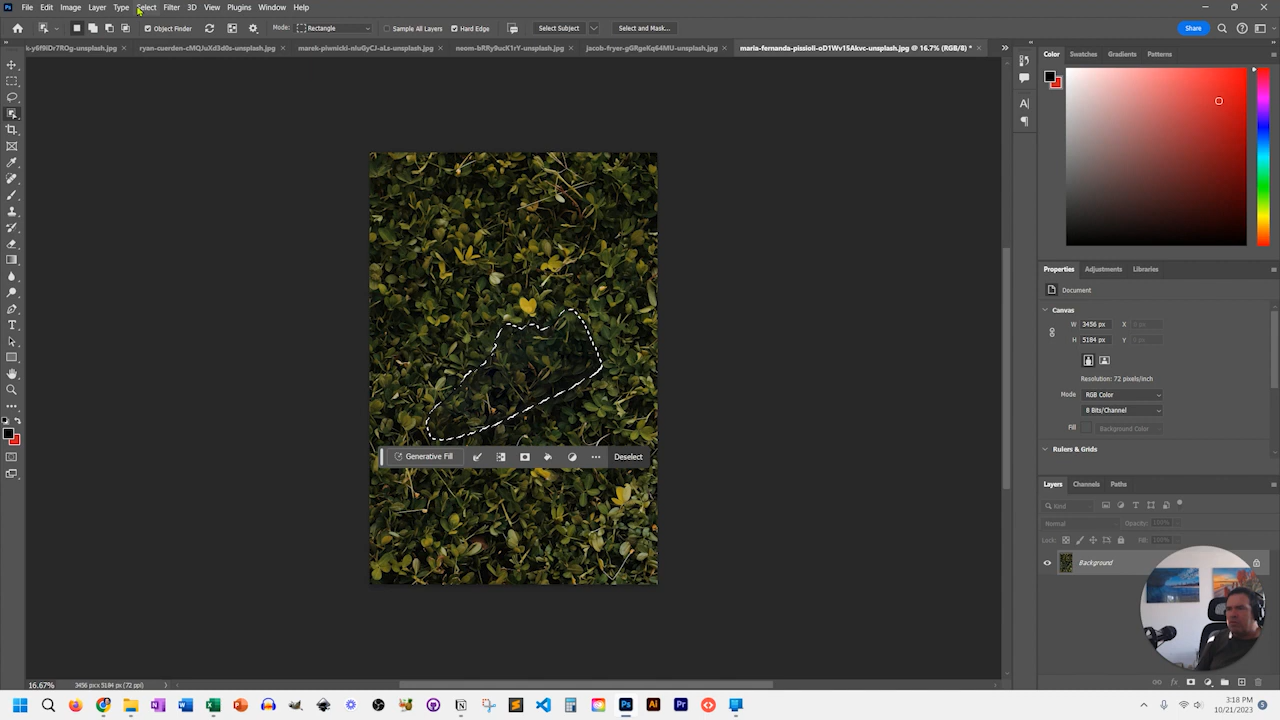 File Edit Image Layer Type Select Filter 3D View Plugins Window Help
Object Finder Mode: Rectangle Sample All Layers Hard Edge Select Subject Select and Mask... Share
k-y6f9iDr7ROg-unsplash.jpg ryan-cuerden-cMQJuXd3d0s-unsplash.jpg marek-piwnicki-nluGyCJ-aLs-unsplash.jpg neom-bRRy9ucK1rY-unsplash.jpg jacob-fryer-gGRgeKq64MU-unsplash.jpg maria-fernanda-pissioli-oD1Wv15Akvc-unsplash.jpg @ 16.7% (RGB/8) *
Color Swatches Gradients Patterns
Properties Adjustments Libraries
Document
Canvas
W 3456 px X 0 px
H 5184 px Y 0 px
Resolution: 72 pixels/inch
Mode RGB Color
8 Bits/Channel
Fill Background Color
Rulers & Grids
Generative Fill Deselect
Layers Channels Paths
Kind
Normal Opacity: 100%
Lock: Fill: 100%
Background
16.67% 3456 px x 5184 px (72 ppi)
3:18 PM
10/21/2023